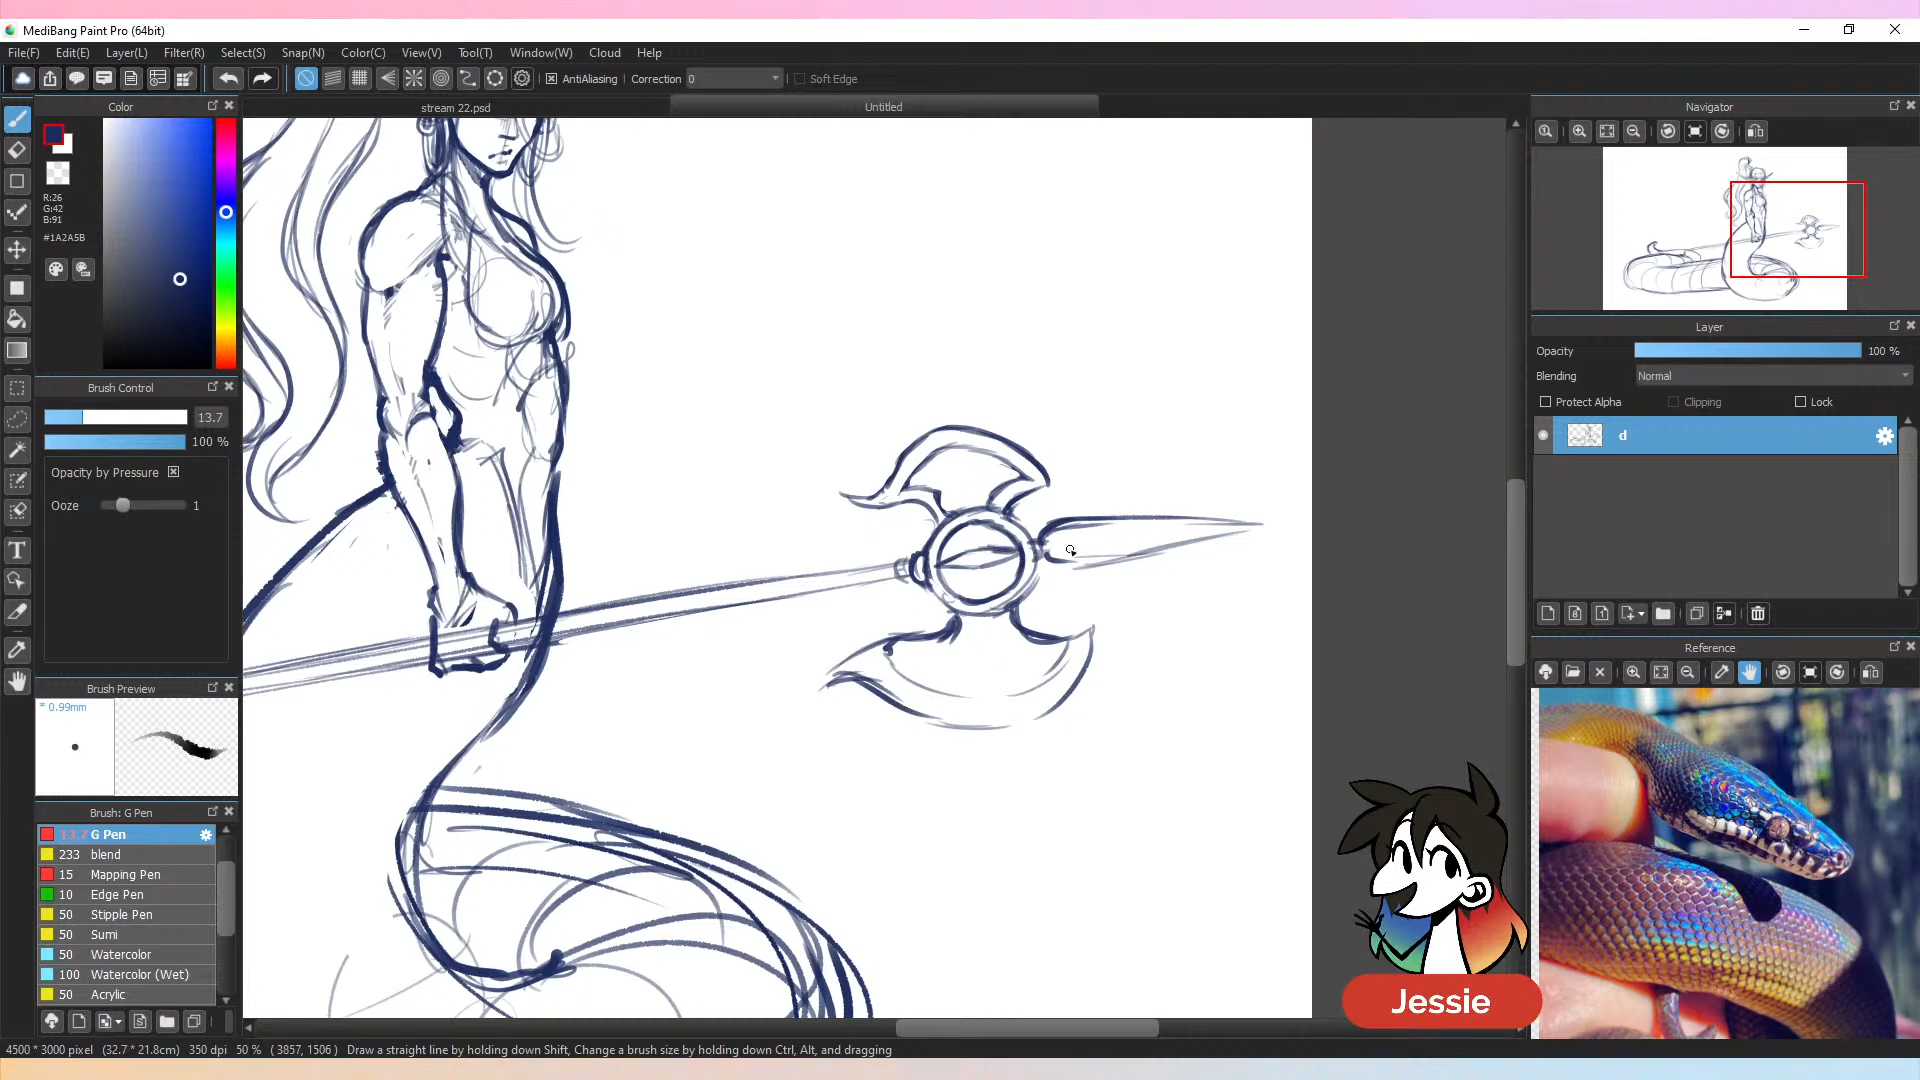 MediBang Paint Pro (64bit)
File(F) Edit(E) Layer(L) Filter(R) Select(S) Snap(N) Color(C) View(V) Tool(T) Window(W) Cloud Help
AntiAliasing Correction 0 Soft Edge
Color
stream 22.psd
Untitled
Navigator
R:26
G:42
B:91
#1A2A5B
Brush Control
13.7
100 %
Opacity by Pressure
Ooze 1
Layer
Opacity 100 %
Blending Normal
Protect Alpha Clipping Lock
d
Brush Preview
* 0.99mm
Reference
Brush: G Pen
13.7 G Pen
233 blend
15 Mapping Pen
10 Edge Pen
50 Stipple Pen
50 Sumi
50 Watercolor
100 Watercolor (Wet)
50 Acrylic
Jessie
4500 * 3000 pixel (32.7 * 21.8cm) 350 dpi 50 % ( 3857, 1506 ) Draw a straight line by holding down Shift, Change a brush size by holding down Ctrl, Alt, and dragging